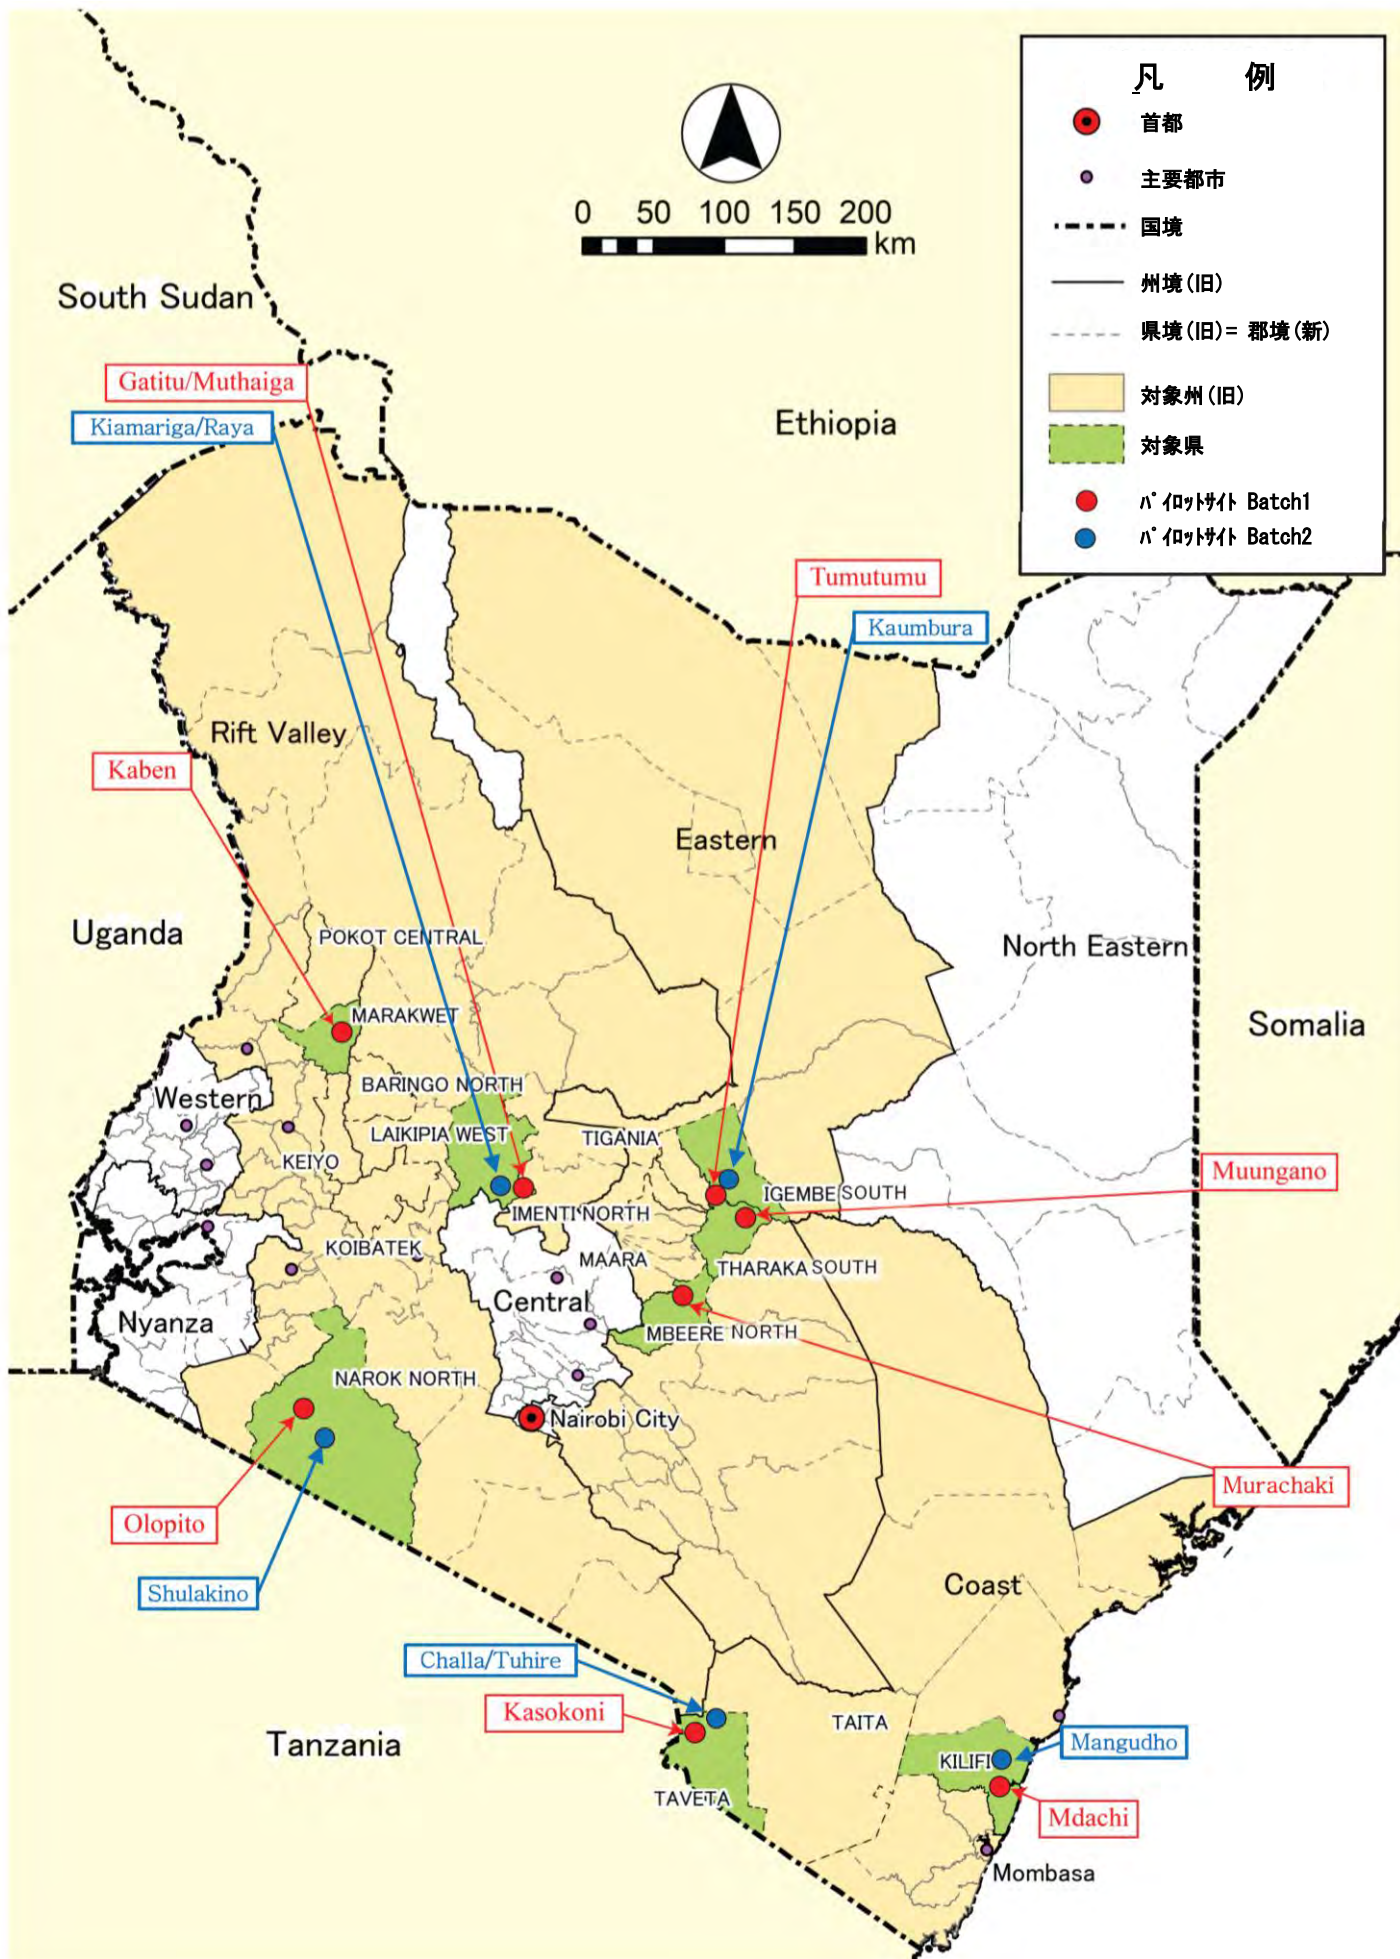 凡 例
首都
主要都市
国境
州境(旧)
県境(旧)= 郡境(新)
対象州(旧)
対象県
パイロットサイト Batch1
パイロットサイト Batch2
0 50 100 150 200
km
South Sudan
Gatitu/Muthaiga
Kiamariga/Raya
Ethiopia
Tumutumu
Kaumbura
Rift Valley
Kaben
Eastern
Uganda
POKOT CENTRAL
North Eastern
MARAKWET
Somalia
Western
BARINGO NORTH
LAIKIPIA WEST
TIGANIA
KEIYO
Muungano
IGEMBE SOUTH
IMENTI NORTH
KOIBATEK
MAARA
THARAKA SOUTH
Central
Nyanza
MBEERE NORTH
NAROK NORTH
Nairobi City
Murachaki
Olopito
Shulakino
Coast
Challa/Tuhire
Kasokoni
TAITA
Tanzania
Mangudho
KILIFI
TAVETA
Mdachi
Mombasa